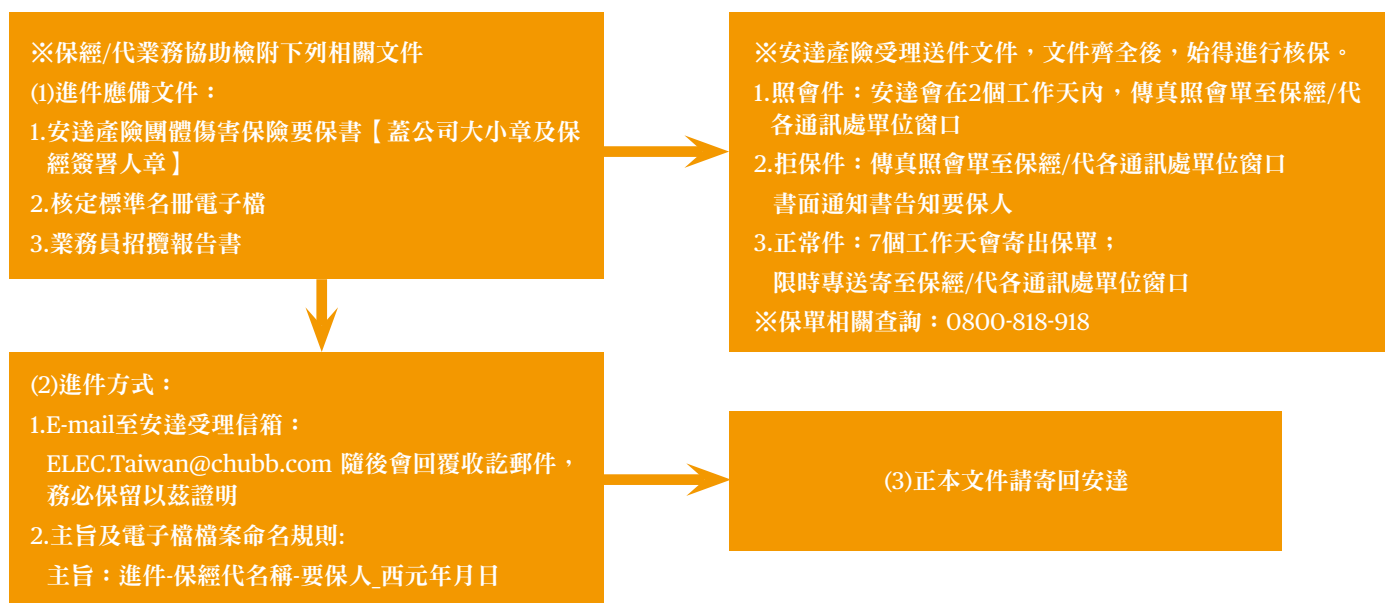 ※保經/代業務協助檢附下列相關文件
(1)進件應備文件：
1.安達產險團體傷害保險要保書【蓋公司大小章及保
經簽署人章】
2.核定標準名冊電子檔
3.業務員招攬報告書
※安達產險受理送件文件，文件齊全後，始得進行核保。
1.照會件：安達會在2個工作天內，傳真照會單至保經/代
各通訊處單位窗口
2.拒保件：傳真照會單至保經/代各通訊處單位窗口
書面通知書告知要保人
3.正常件：7個工作天會寄出保單；
限時專送寄至保經/代各通訊處單位窗口
※保單相關查詢：0800-818-918
(2)進件方式：
1.E-mail至安達受理信箱：
ELEC.Taiwan@chubb.com 隨後會回覆收訖郵件，
務必保留以茲證明
2.主旨及電子檔檔案命名規則:
主旨：進件-保經代名稱-要保人_西元年月日
(3)正本文件請寄回安達